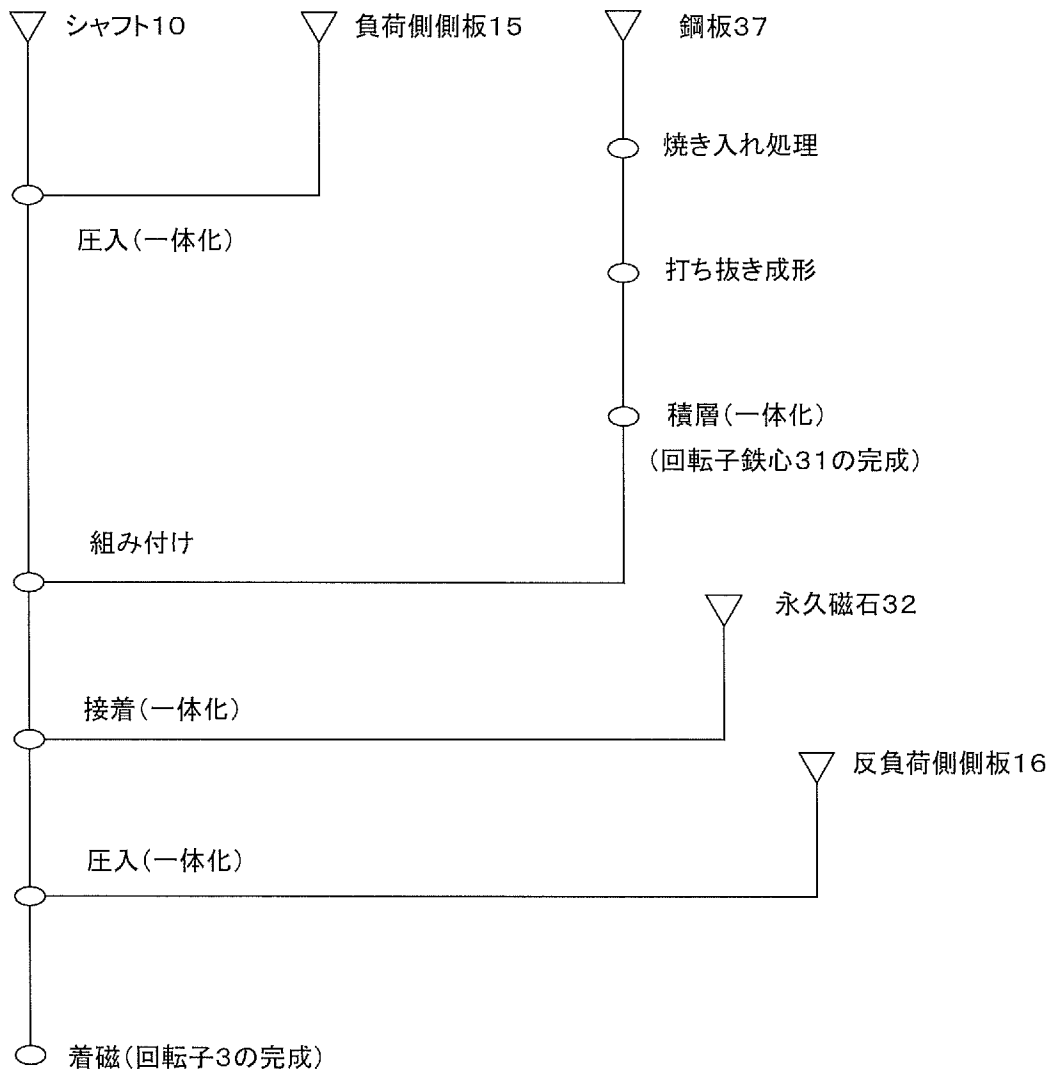 シャフト10
負荷側側板15
鋼板37
焼き入れ処理
圧入(一体化)
打ち抜き成形
積層(一体化)
(回転子鉄心31の完成)
組み付け
永久磁石32
接着(一体化)
反負荷側側板16
圧入(一体化)
着磁(回転子3の完成)